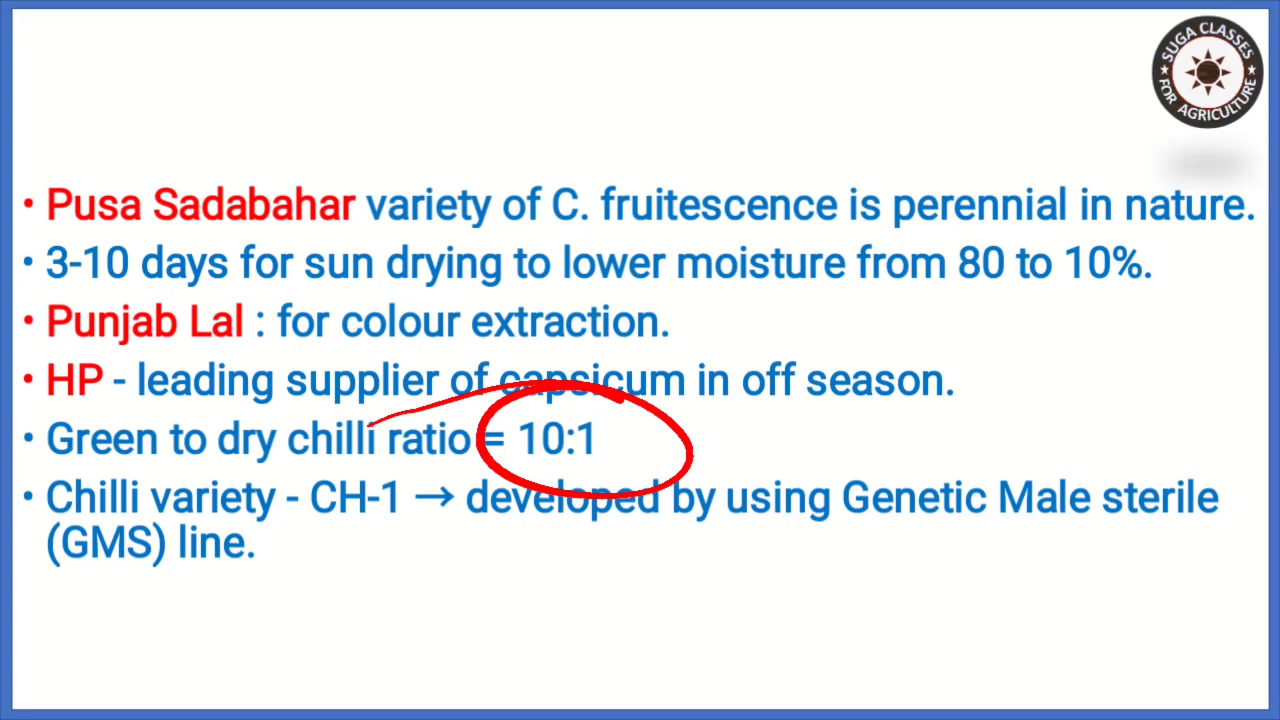 SUGA CLASSES
FOR AGRICULTURE
• Pusa Sadabahar variety of C. fruitescence is perennial in nature.
• 3-10 days for sun drying to lower moisture from 80 to 10%.
• Punjab Lal : for colour extraction.
• HP - leading supplier of capsicum in off season.
• Green to dry chilli ratio = 10:1
• Chilli variety - CH-1 → developed by using Genetic Male sterile
(GMS) line.